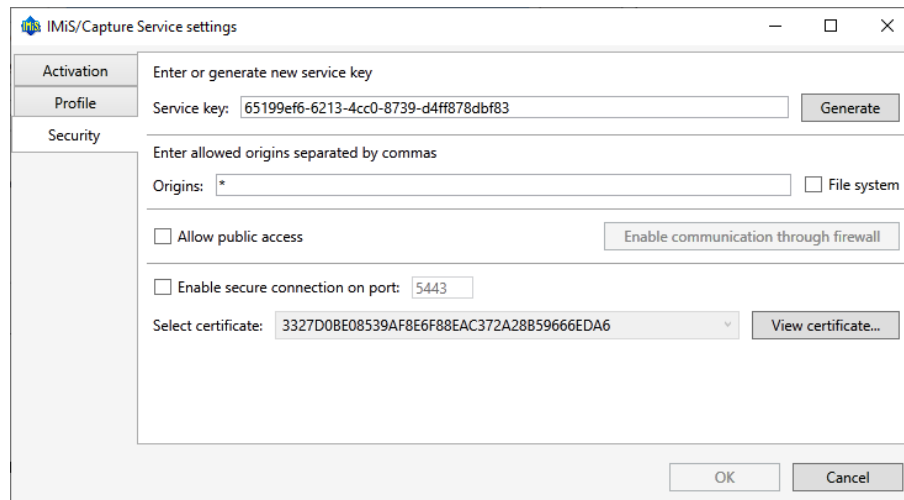 IMiS/Capture Service settings
Activation
Profile
Security
Enter or generate new service key
Service key: 65199ef6-6213-4cc0-8739-d4ff878dbf83 Generate
Enter allowed origins separated by commas
Origins: * File system
Allow public access Enable communication through firewall
Enable secure connection on port: 5443
Select certificate: 3327D0BE08539AF8E6F88EAC372A28B59666EDA6 View certificate...
OK Cancel